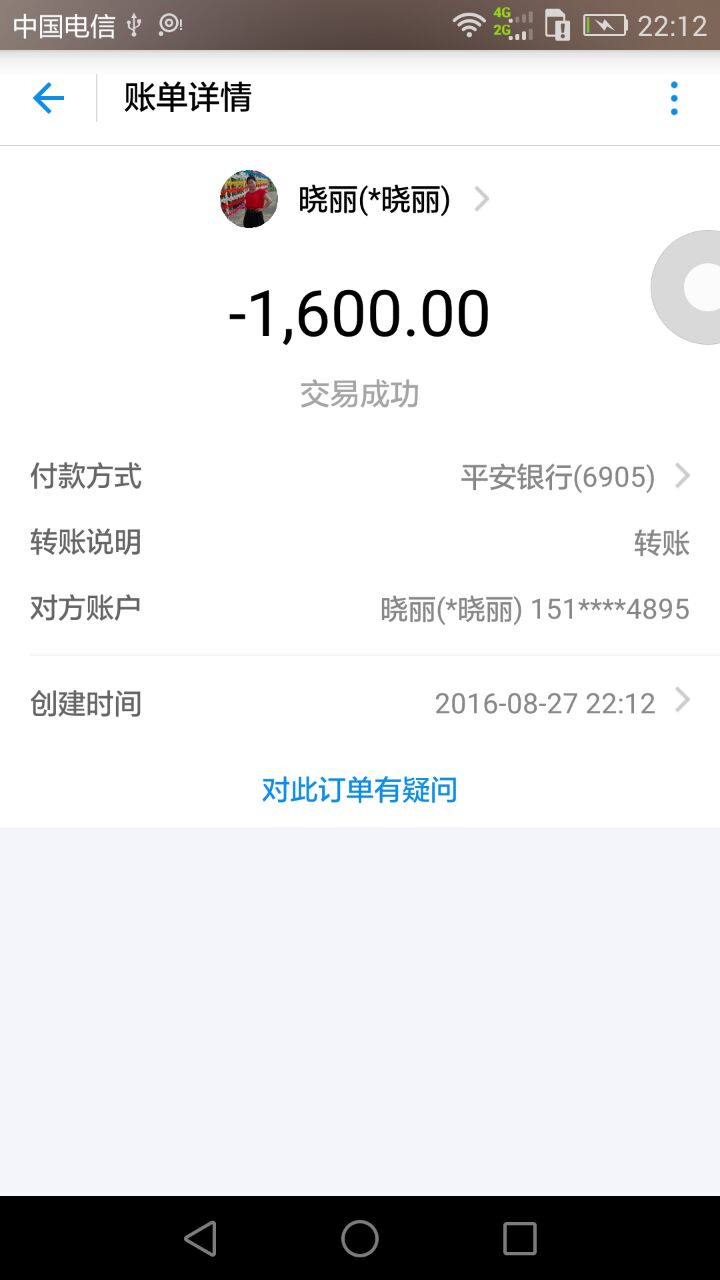 中国电信 4G 2G 22:12
账单详情
晓丽(*晓丽)
-1,600.00
交易成功
付款方式 平安银行(6905)
转账说明 转账
对方账户 晓丽(*晓丽) 151****4895
创建时间 2016-08-27 22:12
对此订单有疑问